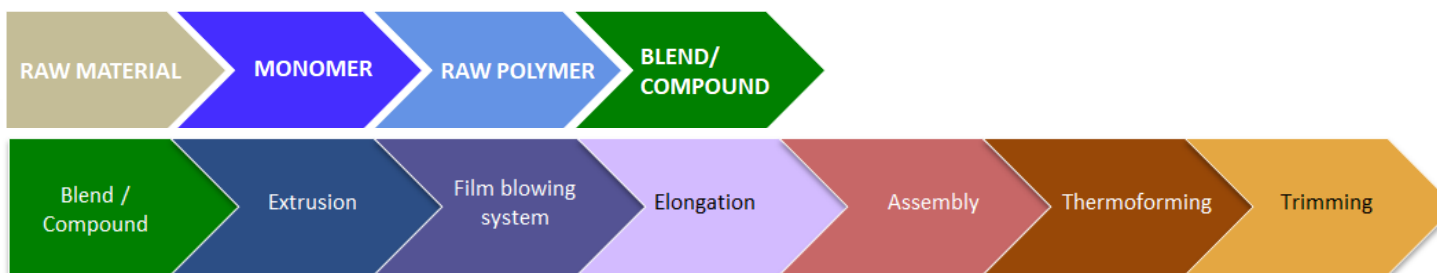 RAW MATERIAL
MONOMER
RAW POLYMER
BLEND/
COMPOUND
Blend /
Compound
Extrusion
Film blowing
system
Elongation
Assembly
Thermoforming
Trimming